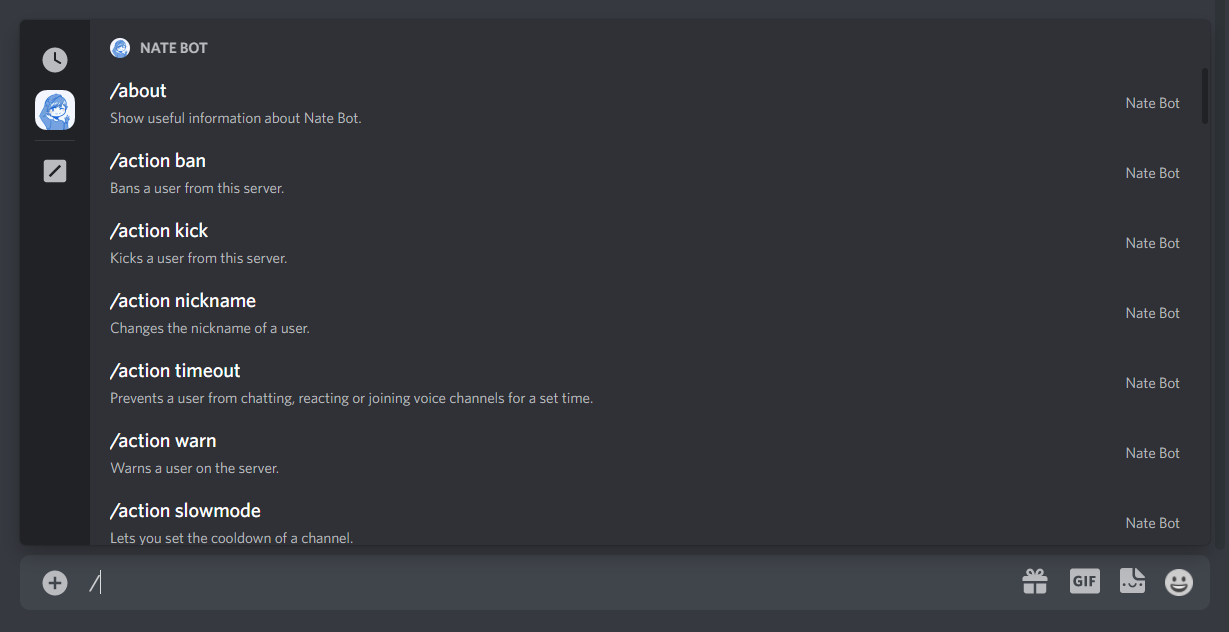 NATE BOT
/about
Show useful information about Nate Bot.
Nate Bot
/action ban
Bans a user from this server.
Nate Bot
/action kick
Kicks a user from this server.
Nate Bot
/action nickname
Changes the nickname of a user.
Nate Bot
/action timeout
Prevents a user from chatting, reacting or joining voice channels for a set time.
Nate Bot
/action warn
Warns a user on the server.
Nate Bot
/action slowmode
Lets you set the cooldown of a channel.
Nate Bot
/
GIF